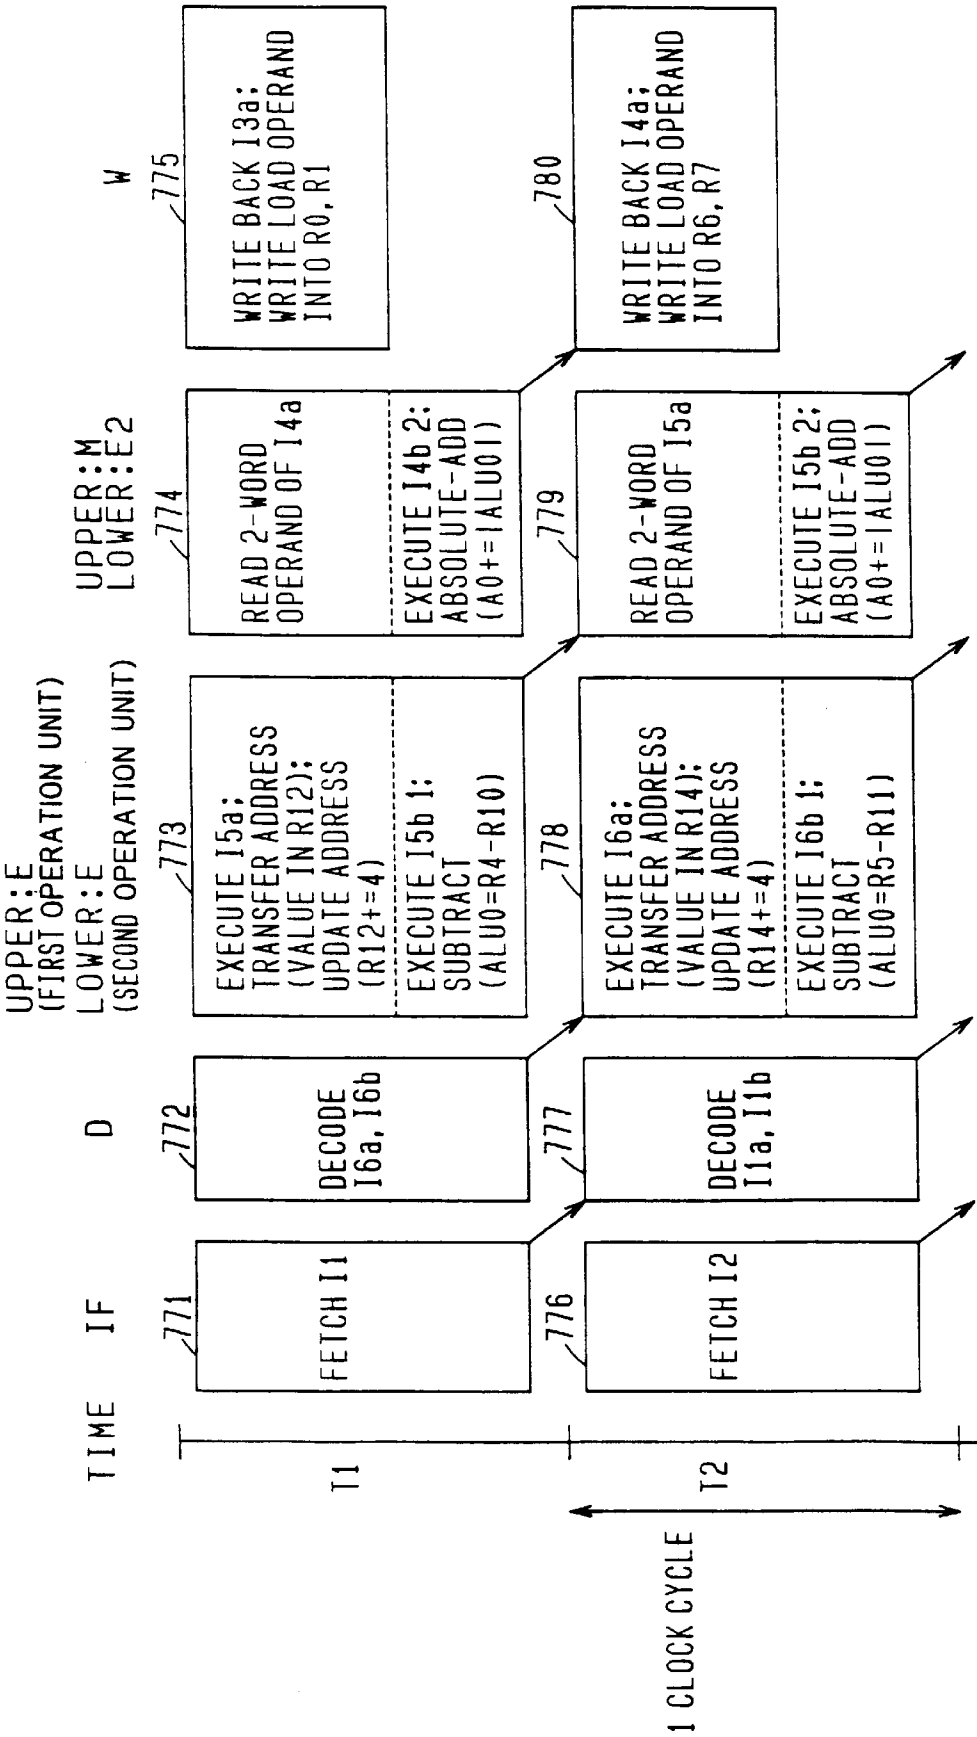 TIME
IF
D
UPPER:E
(FIRST OPERATION UNIT)
LOWER:E
(SECOND OPERATION UNIT)
UPPER:M
LOWER:E2
W
T1
771
FETCH I1
772
DECODE
I6a, I6b
773
EXECUTE I5a;
TRANSFER ADDRESS
(VALUE IN R12);
UPDATE ADDRESS
(R12+=4)
EXECUTE I5b 1;
SUBTRACT
(ALU0=R4-R10)
774
READ 2-WORD
OPERAND OF I4a
EXECUTE I4b 2;
ABSOLUTE-ADD
(A0+=|ALU0|)
775
WRITE BACK I3a;
WRITE LOAD OPERAND
INTO R0, R1
1 CLOCK CYCLE
T2
776
FETCH I2
777
DECODE
I1a, I1b
778
EXECUTE I6a;
TRANSFER ADDRESS
(VALUE IN R14);
UPDATE ADDRESS
(R14+=4)
EXECUTE I6b 1;
SUBTRACT
(ALU0=R5-R11)
779
READ 2-WORD
OPERAND OF I5a
EXECUTE I5b 2;
ABSOLUTE-ADD
(A0+=|ALU0|)
780
WRITE BACK I4a;
WRITE LOAD OPERAND
INTO R6, R7